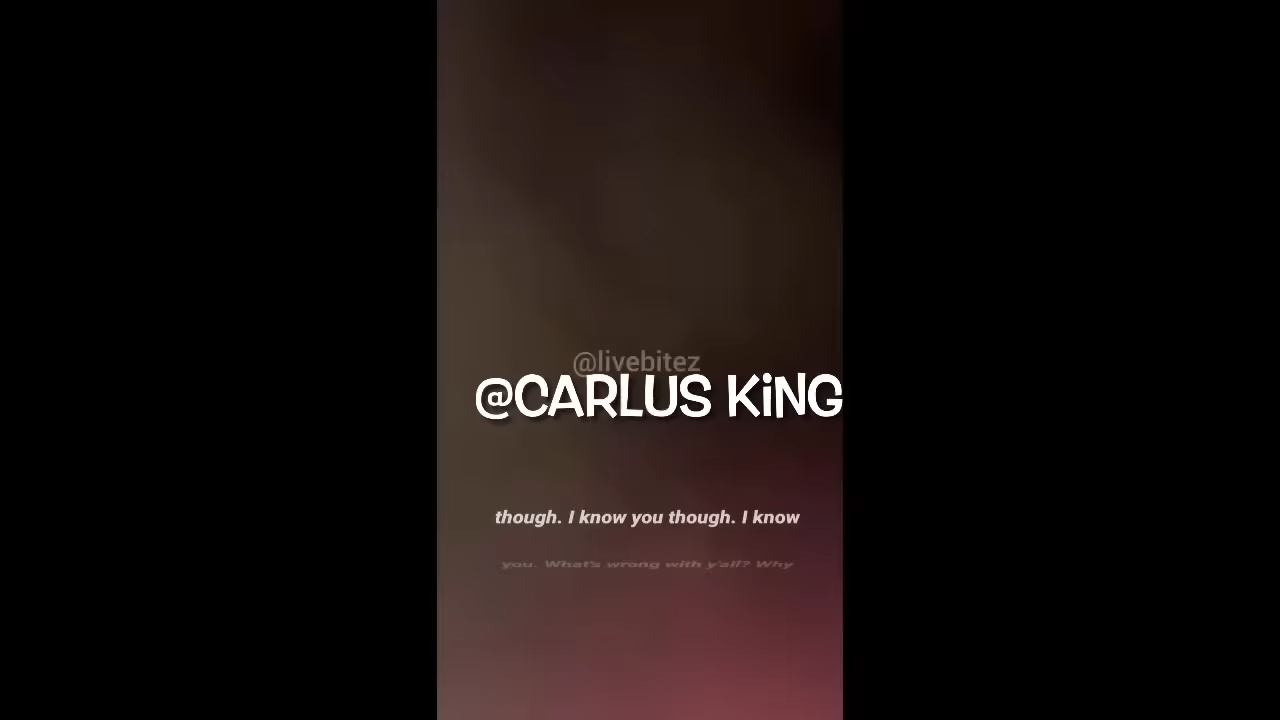 @livebitez
@CARLUS KiNG
though. I know you though. I know
you. What's wrong with y'all? Why